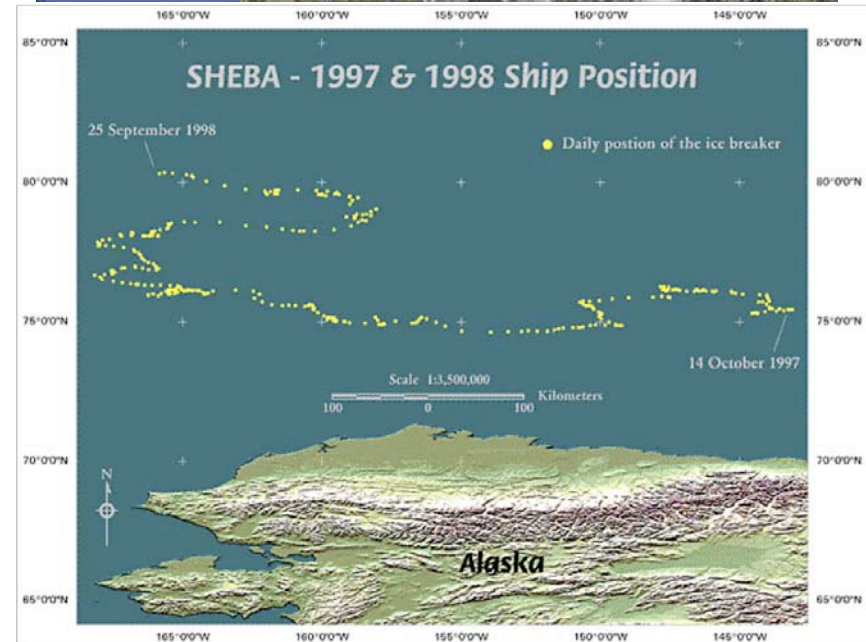 165°0'0"W 160°0'0"W 155°0'0"W 150°0'0"W 145°0'0"W
85°0'0"N 85°0'0"N
SHEBA - 1997 & 1998 Ship Position
25 September 1998
Daily postion of the ice breaker
80°0'0"N 80°0'0"N
75°0'0"N 75°0'0"N
14 October 1997
Scale 1:3,500,000
Kilometers
100 0 100
70°0'0"N 70°0'0"N
N
Alaska
65°0'0"N 65°0'0"N
165°0'0"W 160°0'0"W 155°0'0"W 150°0'0"W 145°0'0"W